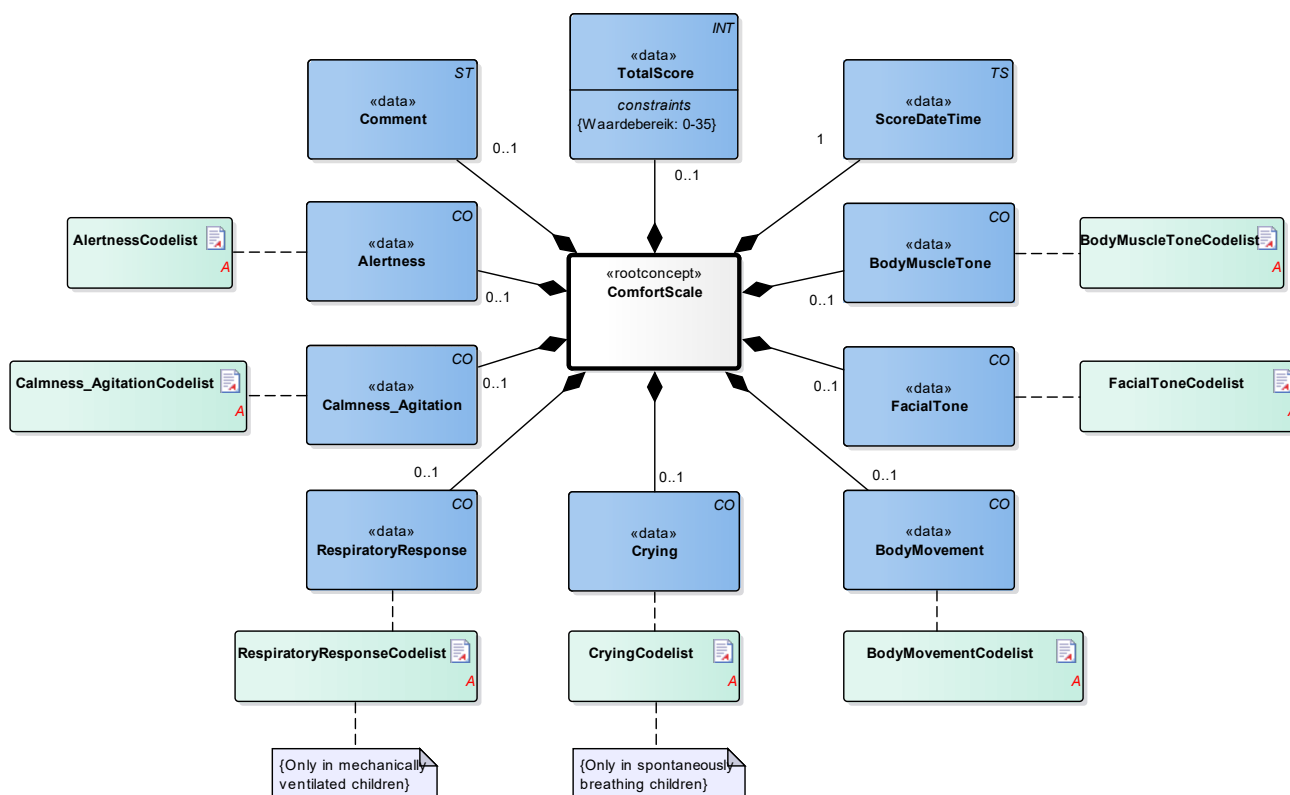 INT
«data»
TotalScore
constraints
{Waardebereik: 0-35}
ST
«data»
Comment
TS
«data»
ScoreDateTime
0..1
0..1
1
AlertnessCodelist
A
CO
«data»
Alertness
0..1
«rootconcept»
ComfortScale
CO
«data»
BodyMuscleTone
0..1
BodyMuscleToneCodelist
A
Calmness_AgitationCodelist
A
CO
«data»
Calmness_Agitation
0..1
CO
«data»
FacialTone
0..1
FacialToneCodelist
A
0..1
0..1
0..1
CO
«data»
RespiratoryResponse
CO
«data»
Crying
CO
«data»
BodyMovement
RespiratoryResponseCodelist
A
CryingCodelist
A
BodyMovementCodelist
A
{Only in mechanically
ventilated children}
{Only in spontaneously
breathing children}